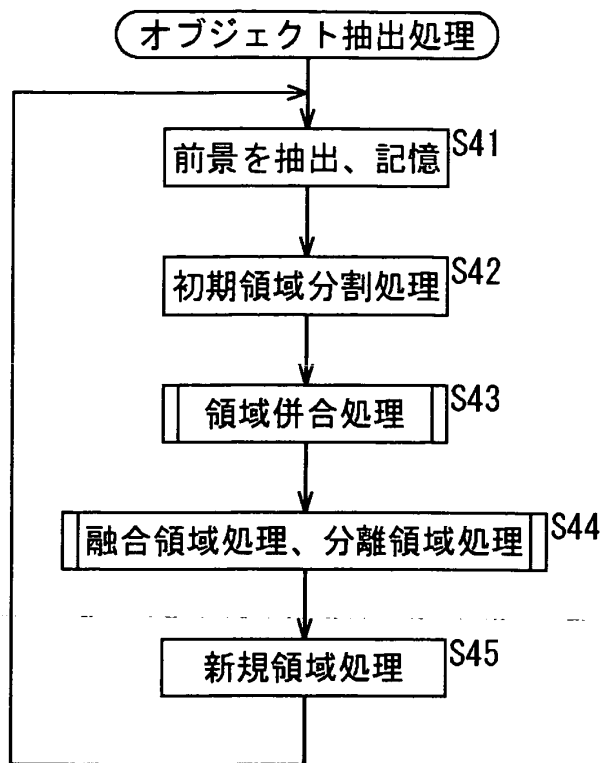 オブジェクト抽出処理
前景を抽出、記憶 S41
初期領域分割処理 S42
領域併合処理 S43
融合領域処理、分離領域処理 S44
新規領域処理 S45